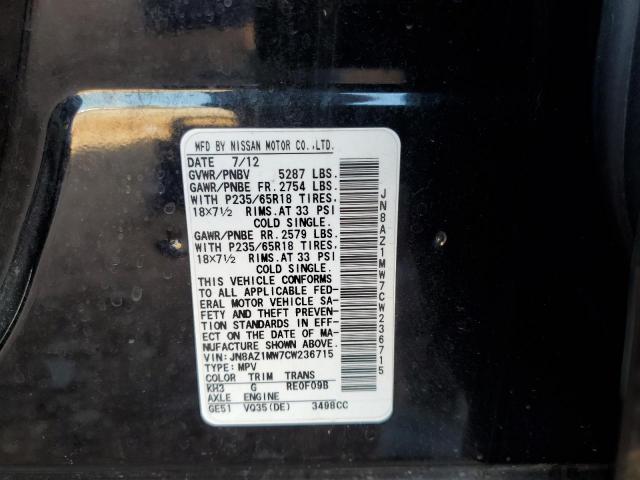 MFD BY NISSAN MOTOR CO.,LTD.
DATE 7/12
GVWR/PNBV 5287 LBS.
GAWR/PNBE FR. 2754 LBS.
WITH P235/65R18 TIRES.
18X7½ RIMS.AT 33 PSI
COLD SINGLE.
GAWR/PNBE RR. 2579 LBS.
WITH P235/65R18 TIRES.
18X7½ RIMS.AT 33 PSI
COLD SINGLE.
THIS VEHICLE CONFORMS
TO ALL APPLICABLE FED-
ERAL MOTOR VEHICLE SA-
FETY AND THEFT PREVEN-
TION STANDARDS IN EFF-
ECT ON THE DATE OF MA-
NUFACTURE SHOWN ABOVE.
VIN: JN8AZ1MW7CW236715
TYPE: MPV
COLOR TRIM TRANS
KH3 G RE0F09B
AXLE ENGINE
GE51 VQ35(DE) 3498CC
JN8AZ1MW7CW236715